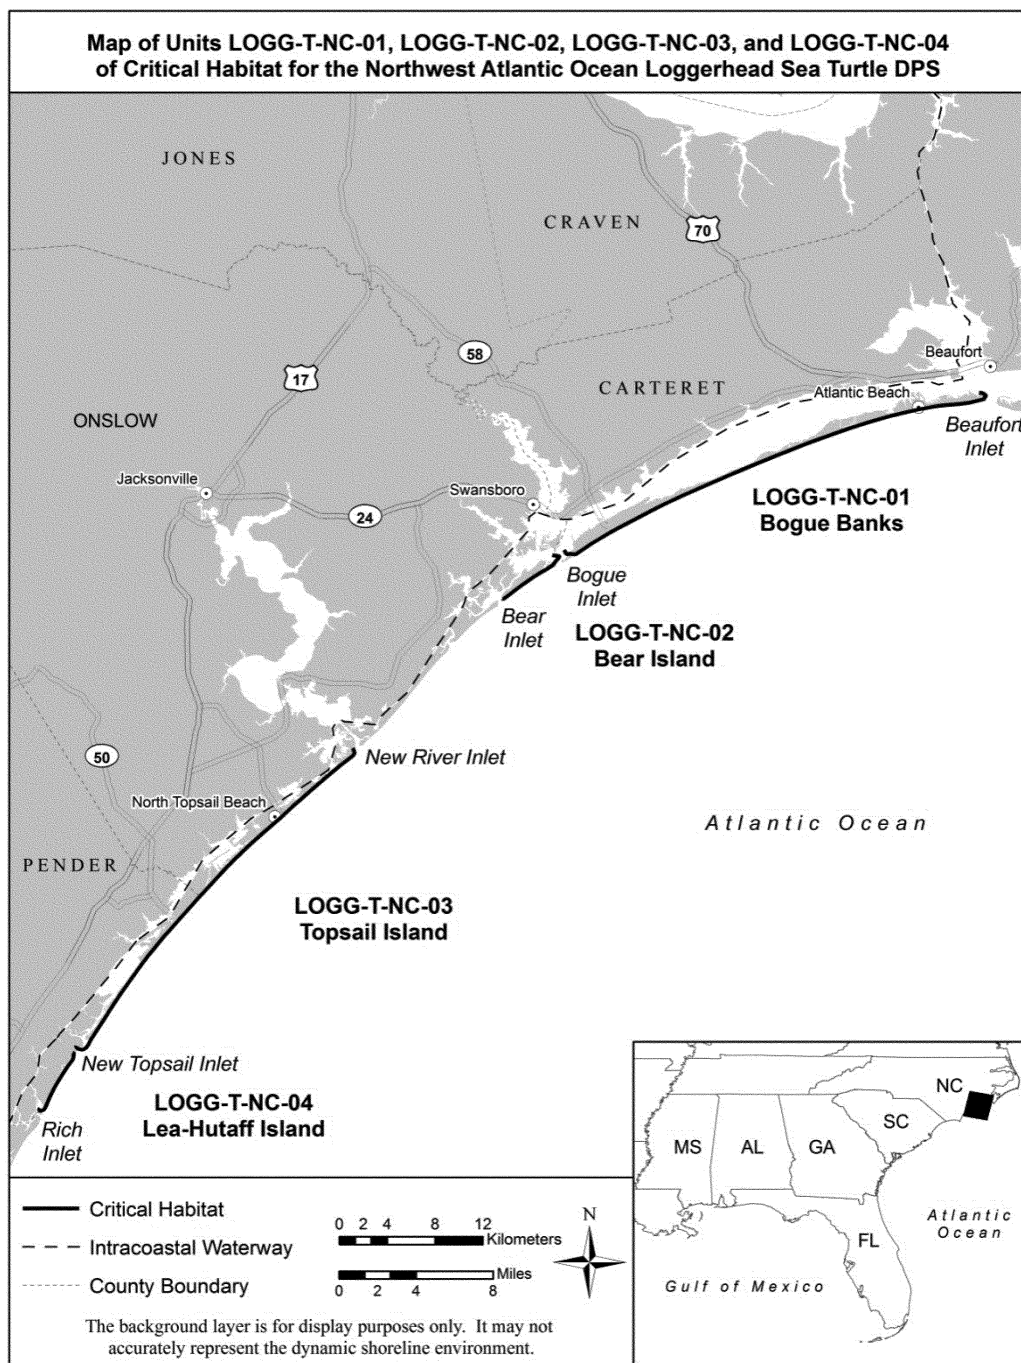 Map of Units LOGG-T-NC-01, LOGG-T-NC-02, LOGG-T-NC-03, and LOGG-T-NC-04
of Critical Habitat for the Northwest Atlantic Ocean Loggerhead Sea Turtle DPS
JONES
CRAVEN
70
58
17
Beaufort
CARTERET
Atlantic Beach
ONSLOW
Beaufort
Inlet
Jacksonville
Swansboro
24
LOGG-T-NC-01
Bogue Banks
Bogue
Inlet
Bear
Inlet
LOGG-T-NC-02
Bear Island
50
New River Inlet
North Topsail Beach
Atlantic Ocean
PENDER
LOGG-T-NC-03
Topsail Island
New Topsail Inlet
LOGG-T-NC-04
Lea-Hutaff Island
Rich
Inlet
NC
SC
MS
AL
GA
FL
Atlantic
Ocean
Gulf of Mexico
Critical Habitat
Intracoastal Waterway
County Boundary
0 2 4 8 12
Kilometers
Miles
0 2 4 8
N
The background layer is for display purposes only. It may not
accurately represent the dynamic shoreline environment.